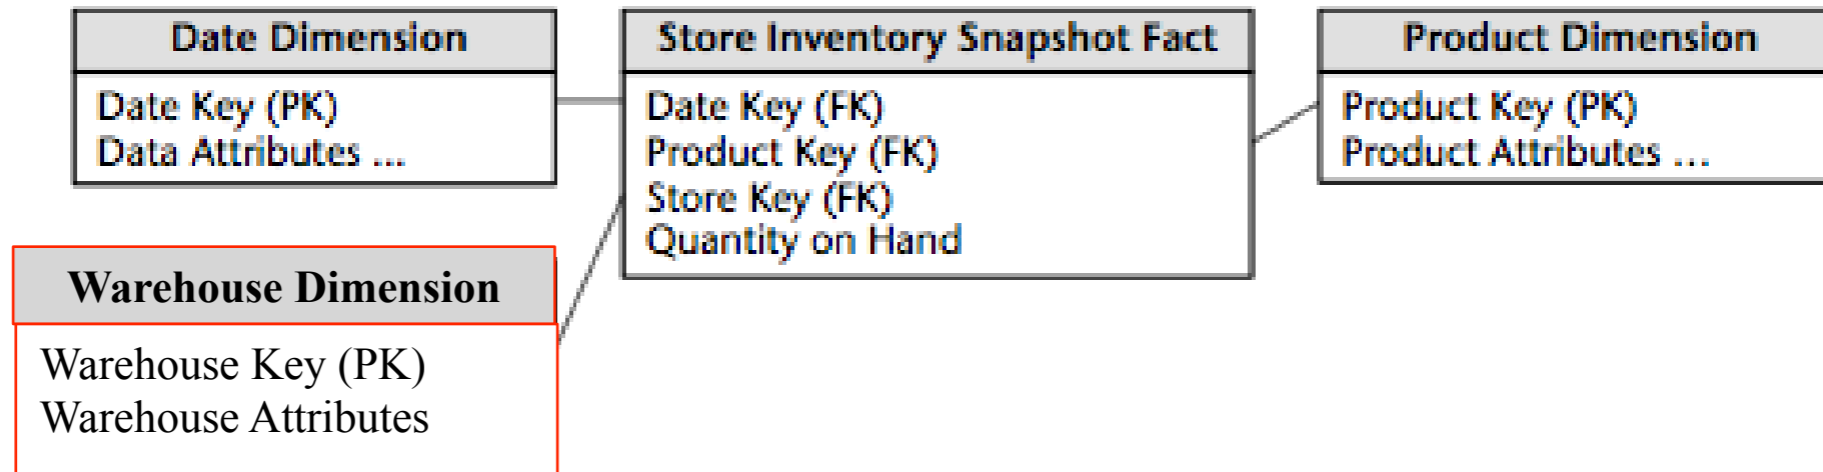 Date Dimension
Date Key (PK)
Data Attributes ...
Store Inventory Snapshot Fact
Date Key (FK)
Product Key (FK)
Store Key (FK)
Quantity on Hand
Product Dimension
Product Key (PK)
Product Attributes ...
Warehouse Dimension
Warehouse Key (PK)
Warehouse Attributes